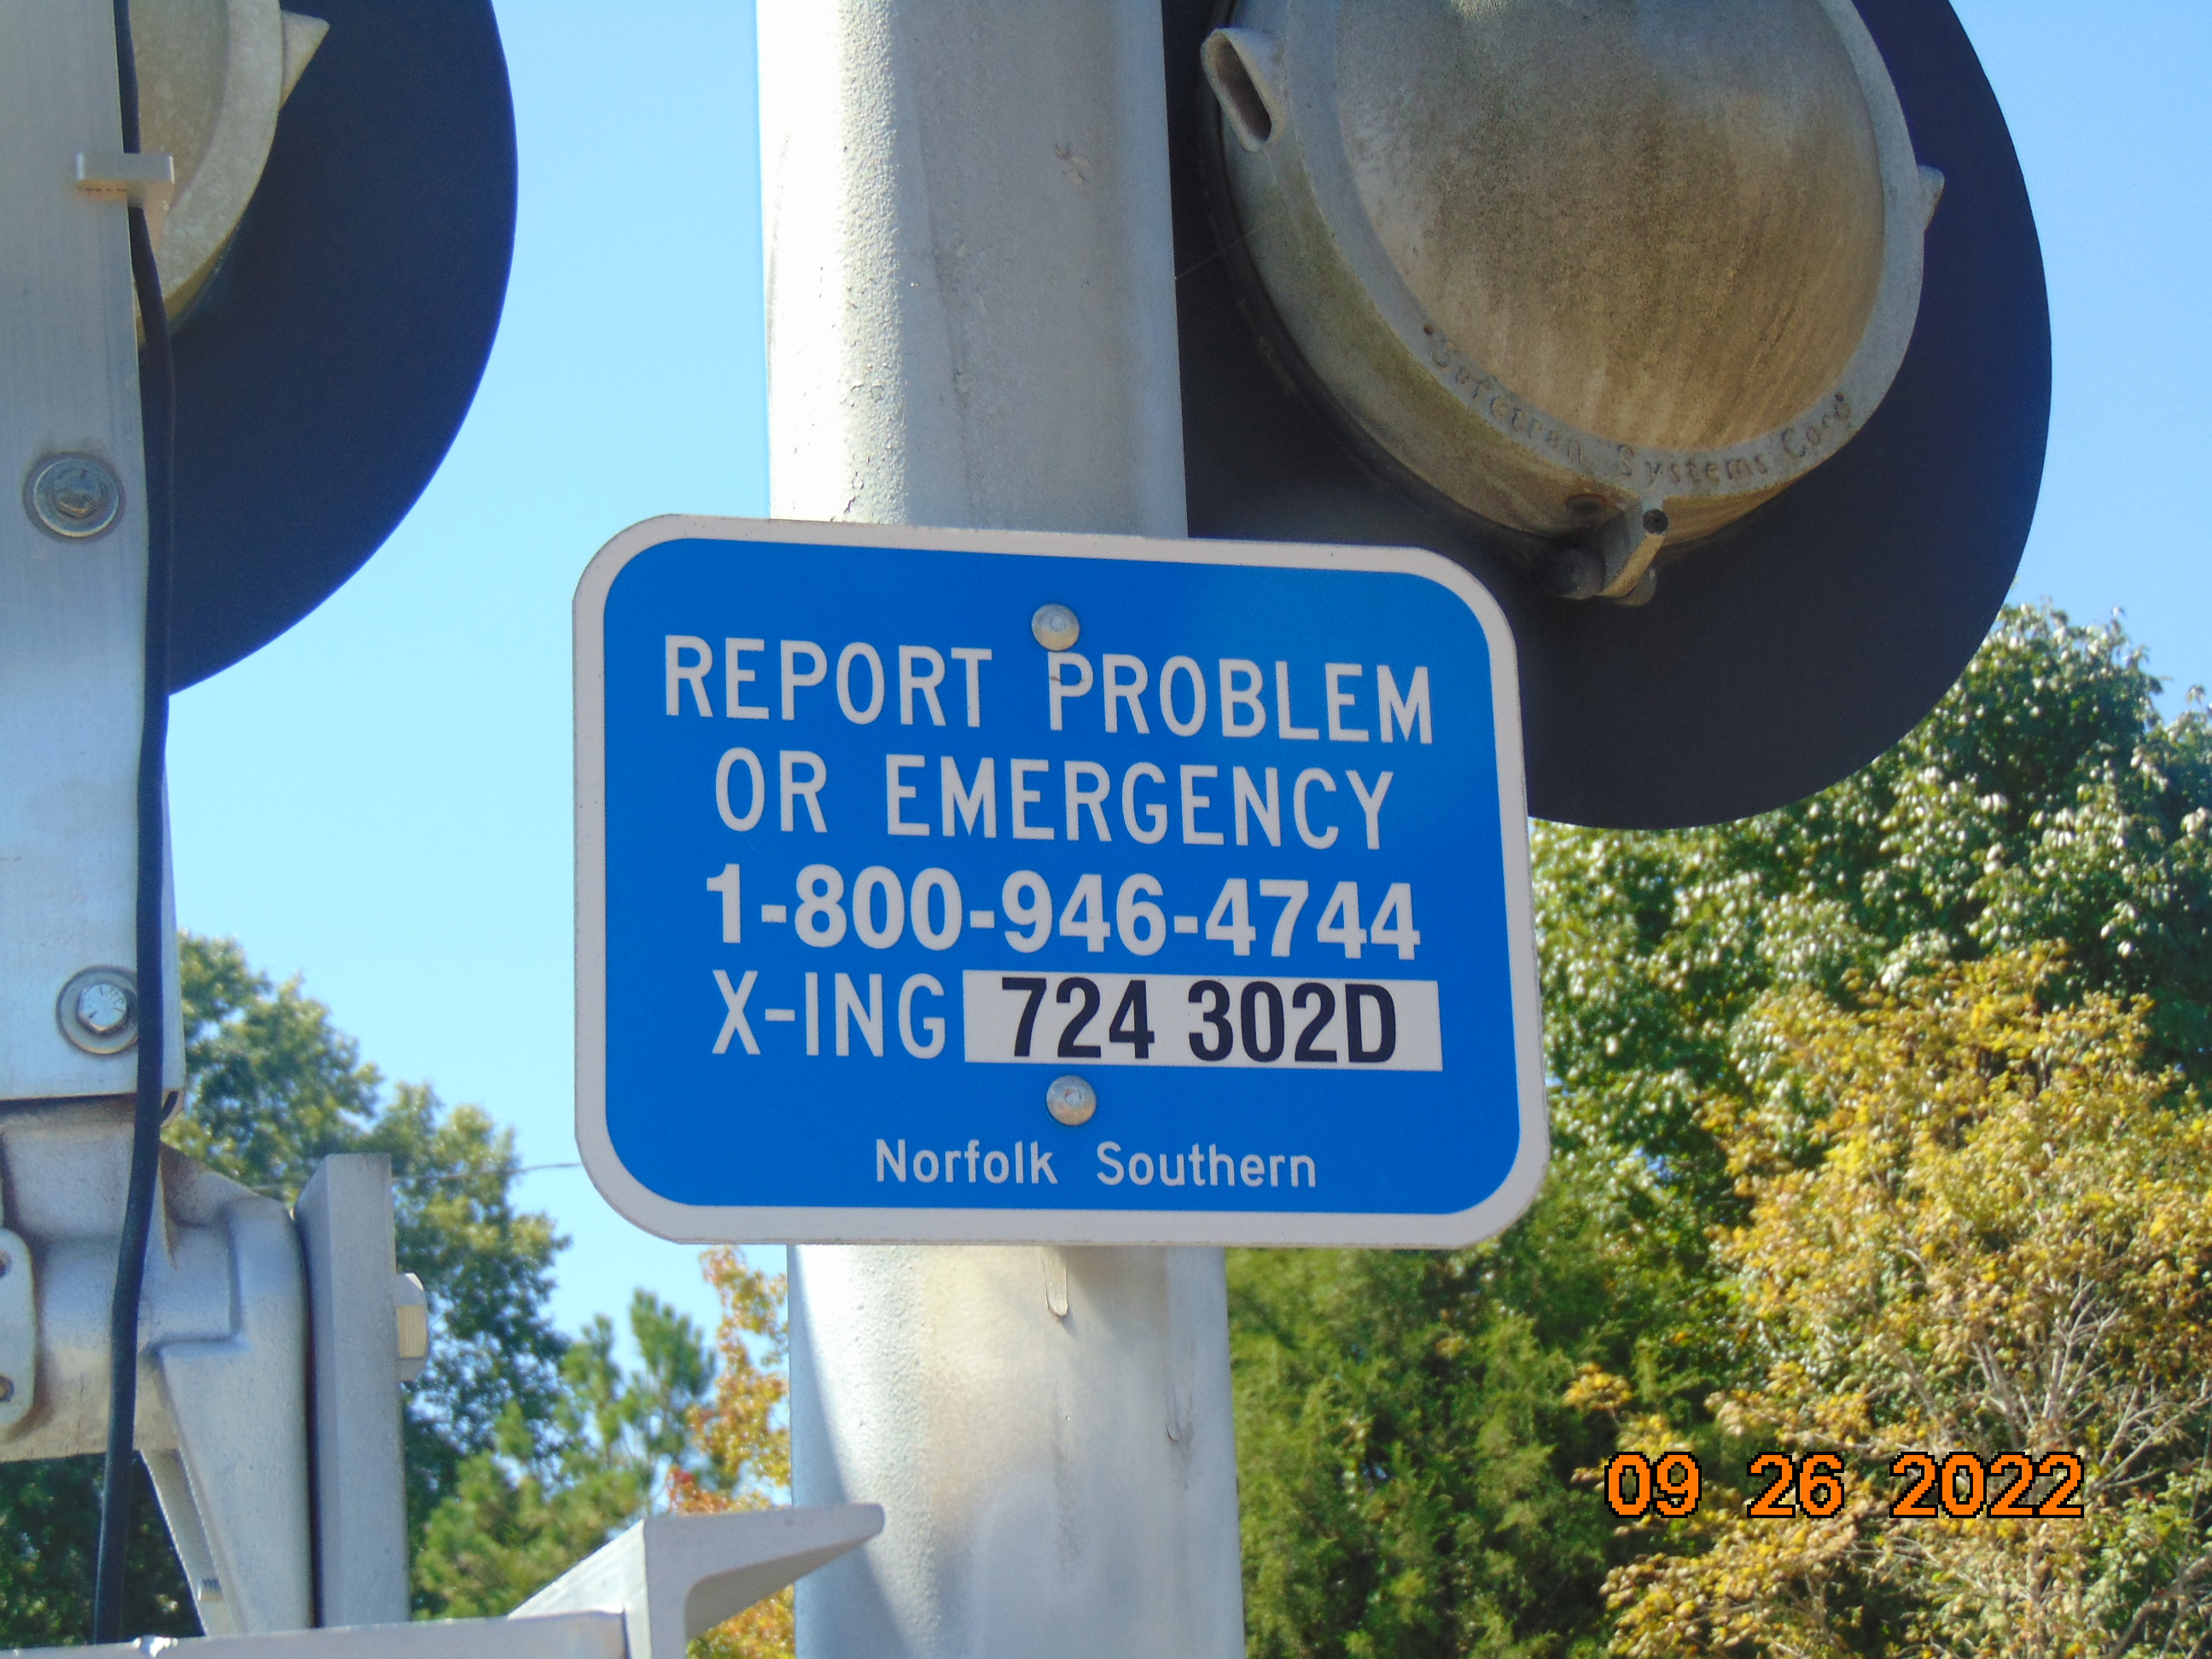 Safetran Systems Corp
REPORT PROBLEM
OR EMERGENCY
1-800-946-4744
X-ING 724 302D
Norfolk Southern
09 26 2022